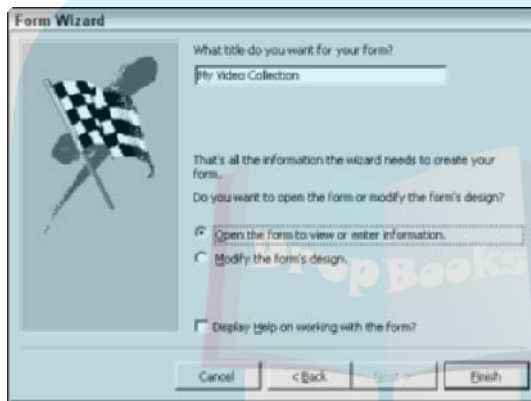 Form Wizard
What title do you want for your form?
My Video Collection
That's all the information the wizard needs to create your
form.
Do you want to open the form or modify the form's design?
Open the form to view or enter information.
Modify the form's design.
DropBooks
Display Help on working with the form?
Cancel
< Back
Next >
Finish